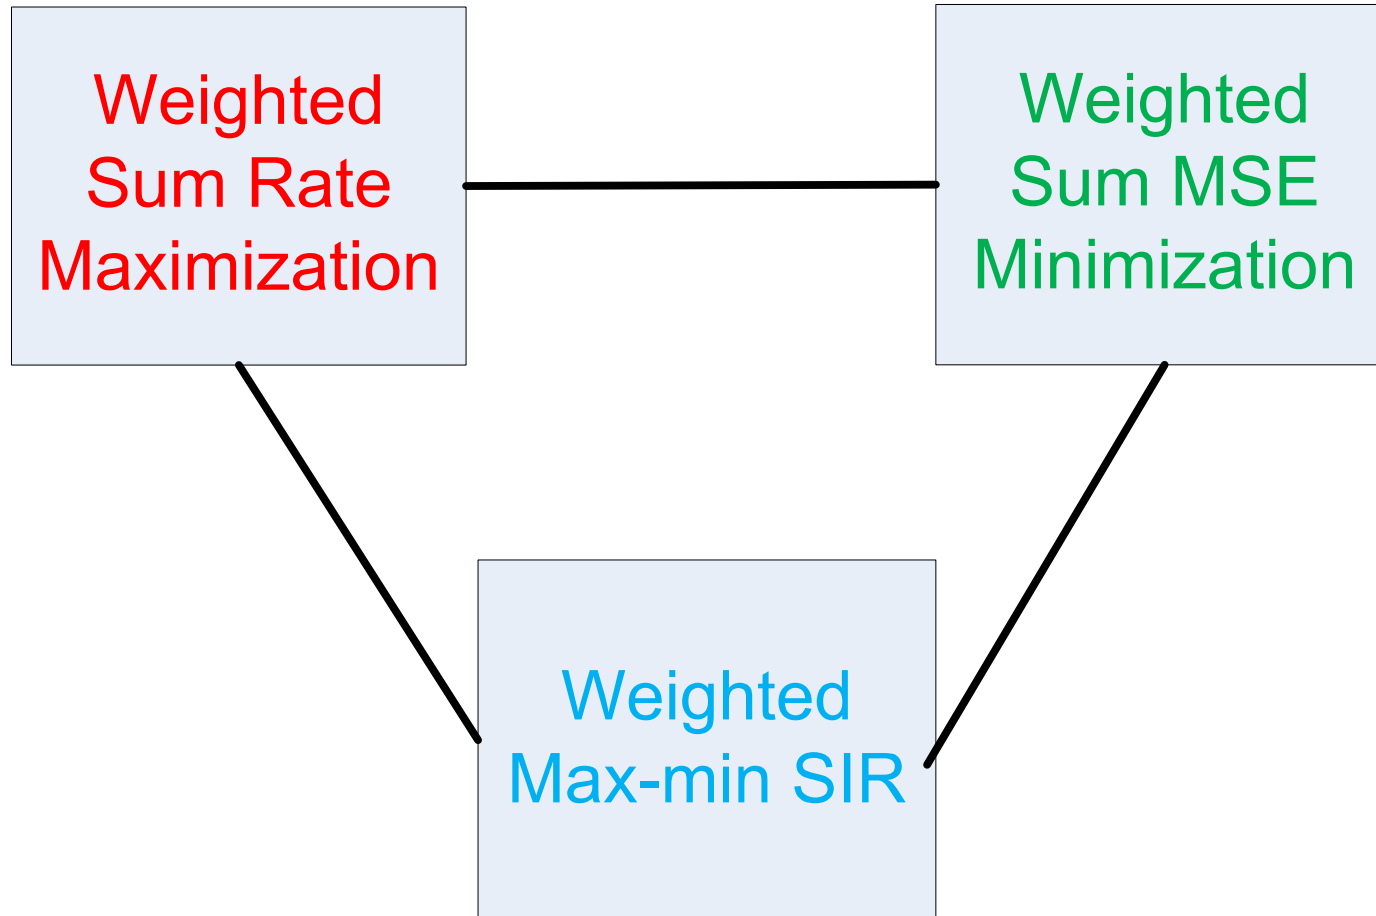 Weighted
Sum Rate
Maximization
Weighted
Sum MSE
Minimization
Weighted
Max-min SIR